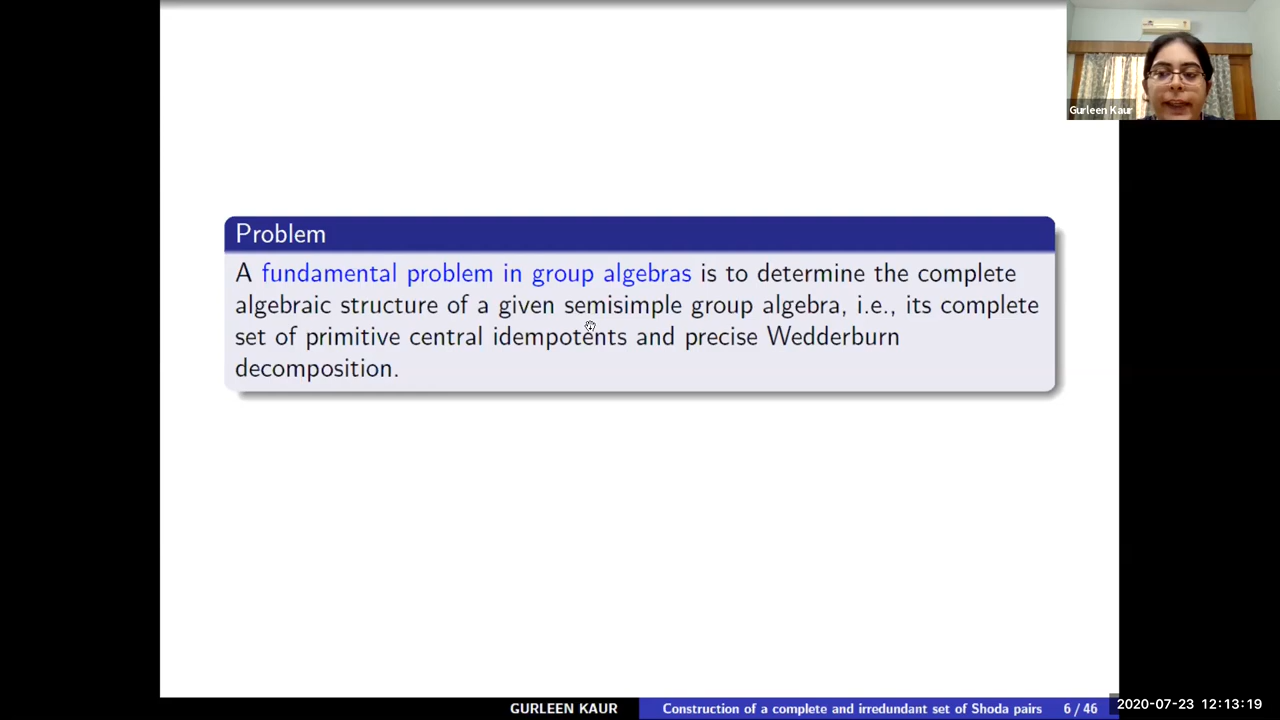 Gurleen Kaur
Problem
A fundamental problem in group algebras is to determine the complete
algebraic structure of a given semisimple group algebra, i.e., its complete
set of primitive central idempotents and precise Wedderburn
decomposition.
GURLEEN KAUR
Construction of a complete and irredundant set of Shoda pairs
6 / 46
2020-07-23 12:13:19